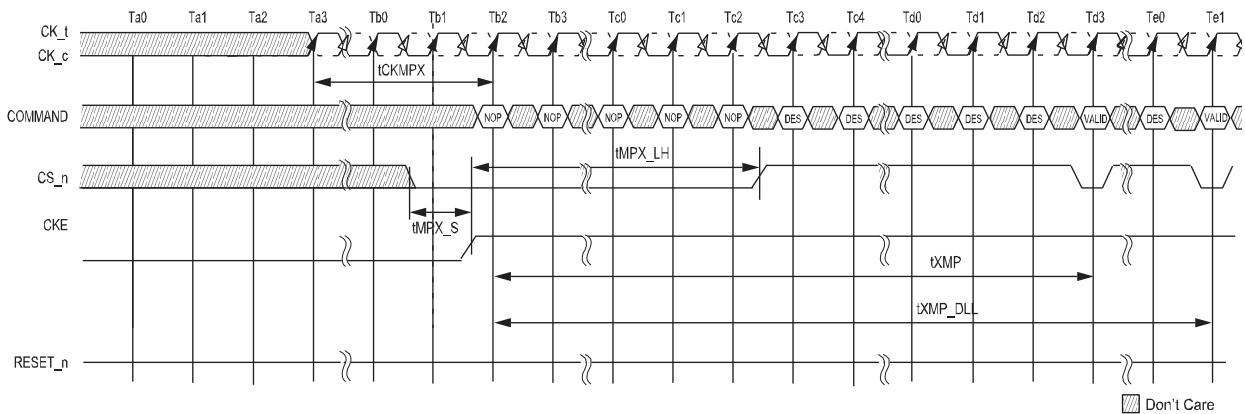 Ta0 Ta1 Ta2 Ta3 Tb0 Tb1 Tb2 Tb3 Tc0 Tc1 Tc2 Tc3 Tc4 Td0 Td1 Td2 Td3 Te0 Te1
CK_t
CK_c
tCKMPX
COMMAND NOP NOP NOP NOP NOP DES DES DES DES DES VALID DES VALID
tMPX_LH
CS_n
tMPX_S
CKE
tXMP
tXMP_DLL
RESET_n
Don't Care